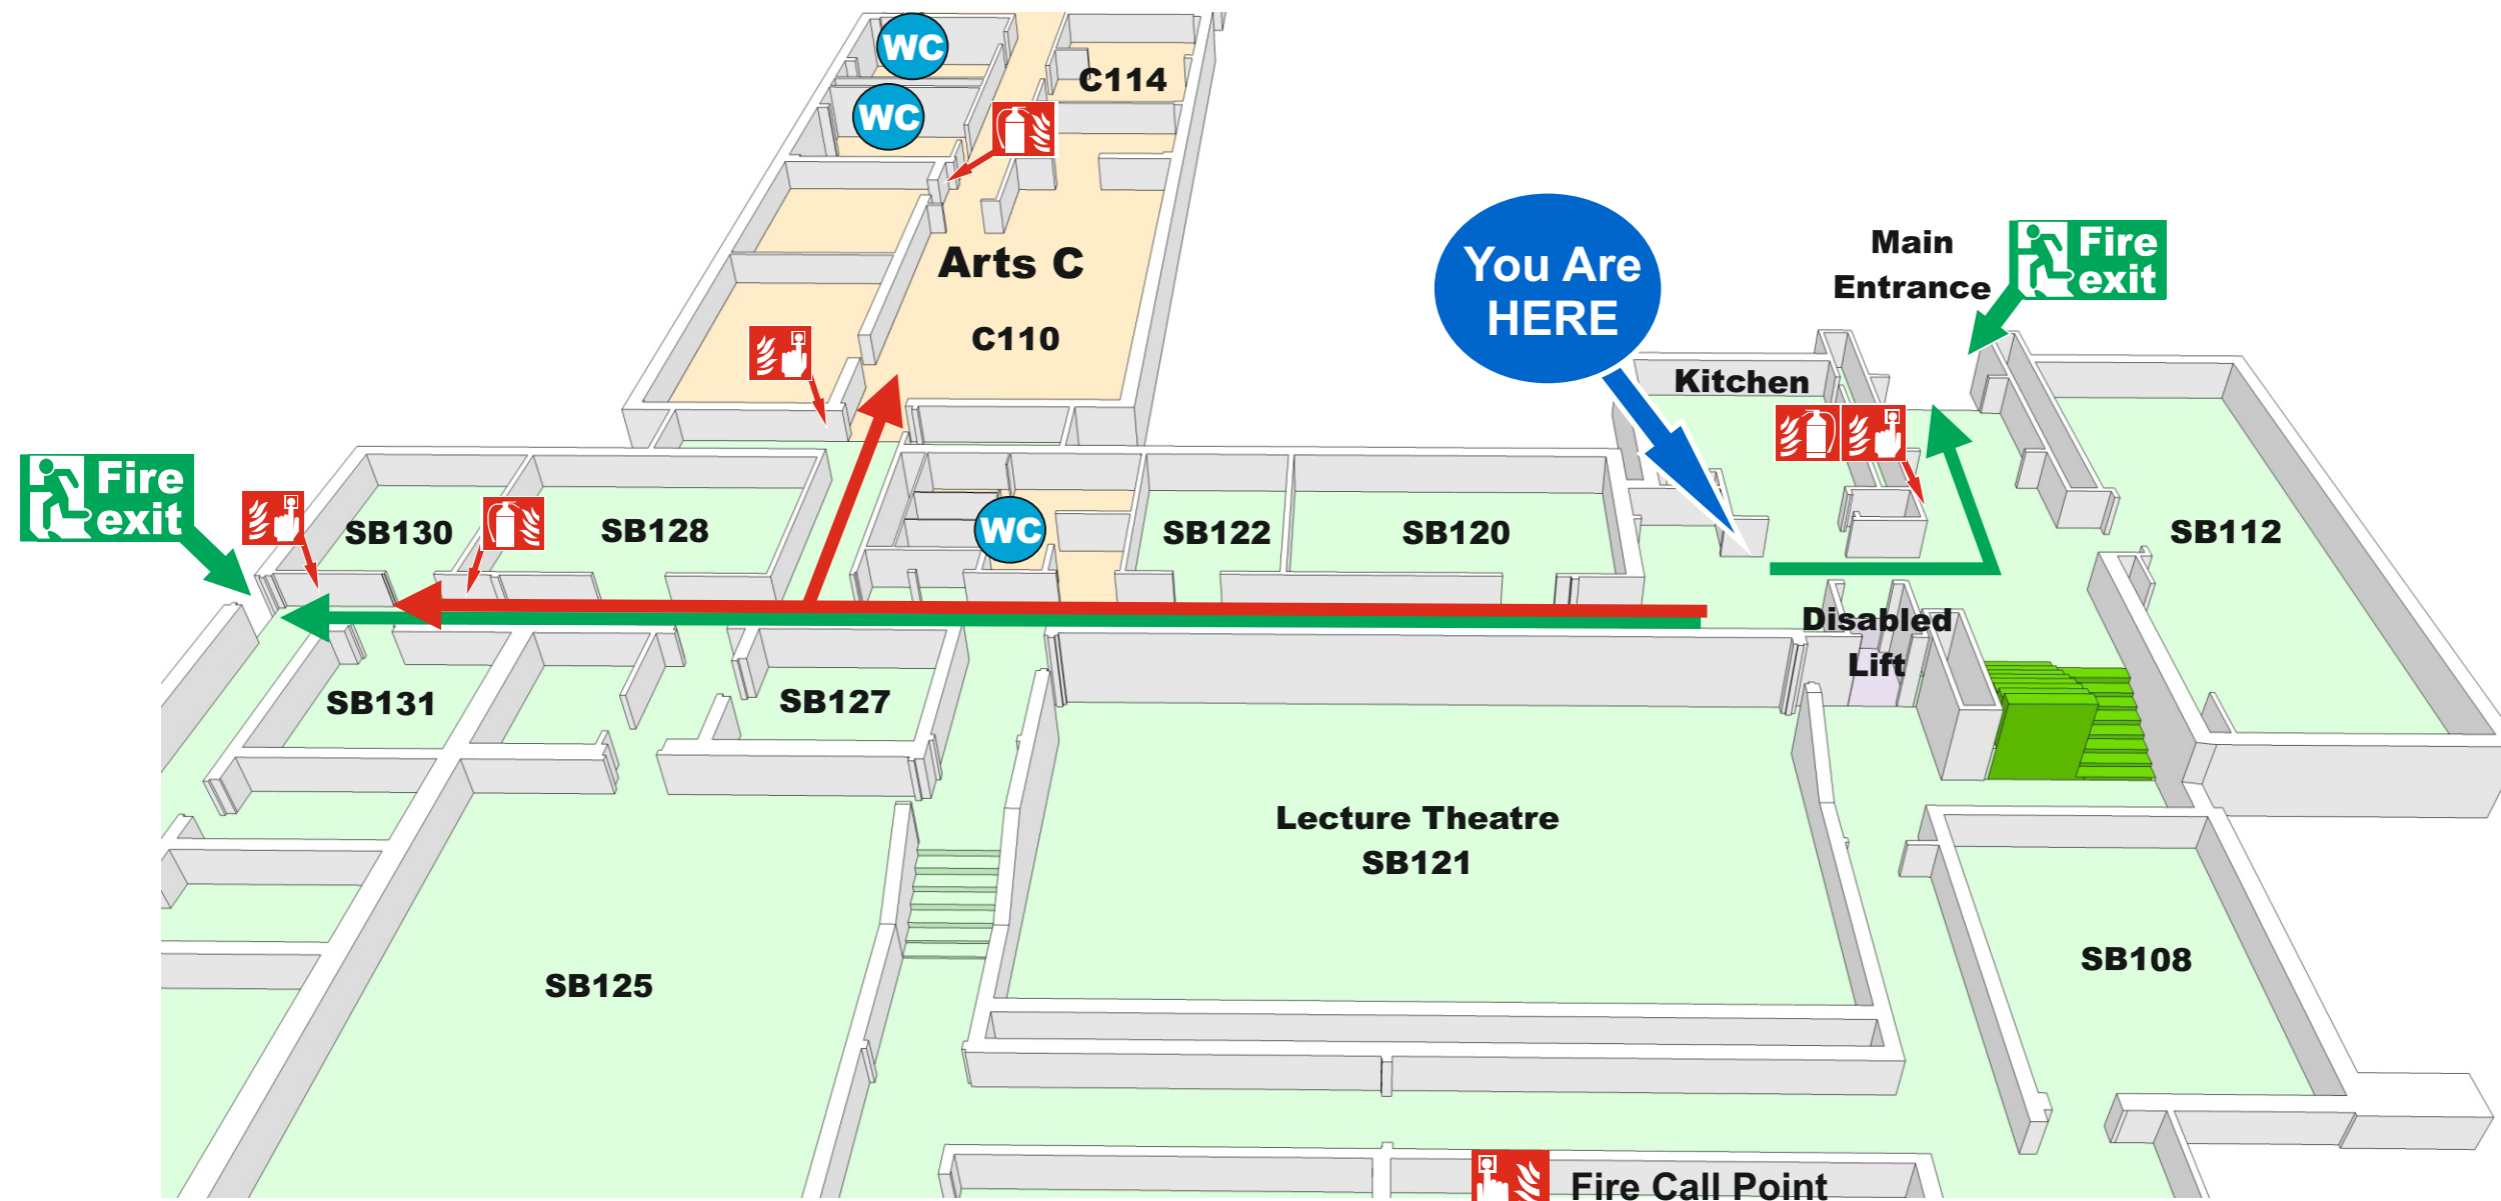 WC
C114
WC
Arts C
C110
You Are
HERE
Main
Entrance
Fire
exit
Kitchen
Fire
exit
SB130
SB128
WC
SB122
SB120
SB112
Disabled
Lift
SB131
SB127
Lecture Theatre
SB121
SB125
SB108
Fire Call Point